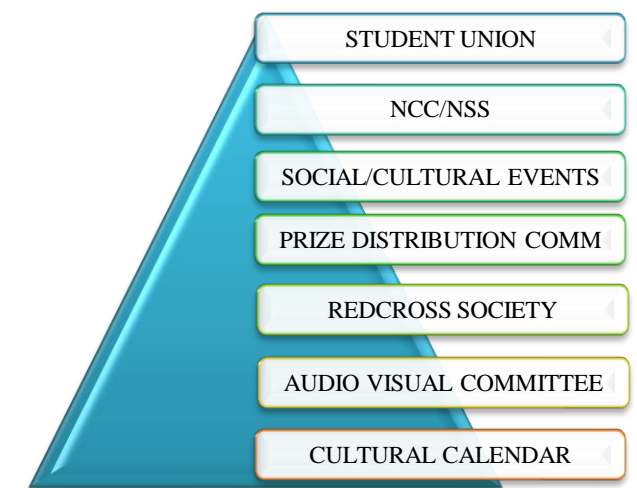 STUDENT UNION
NCC/NSS
SOCIAL/CULTURAL EVENTS
PRIZE DISTRIBUTION COMM
REDCROSS SOCIETY
AUDIO VISUAL COMMITTEE
CULTURAL CALENDAR